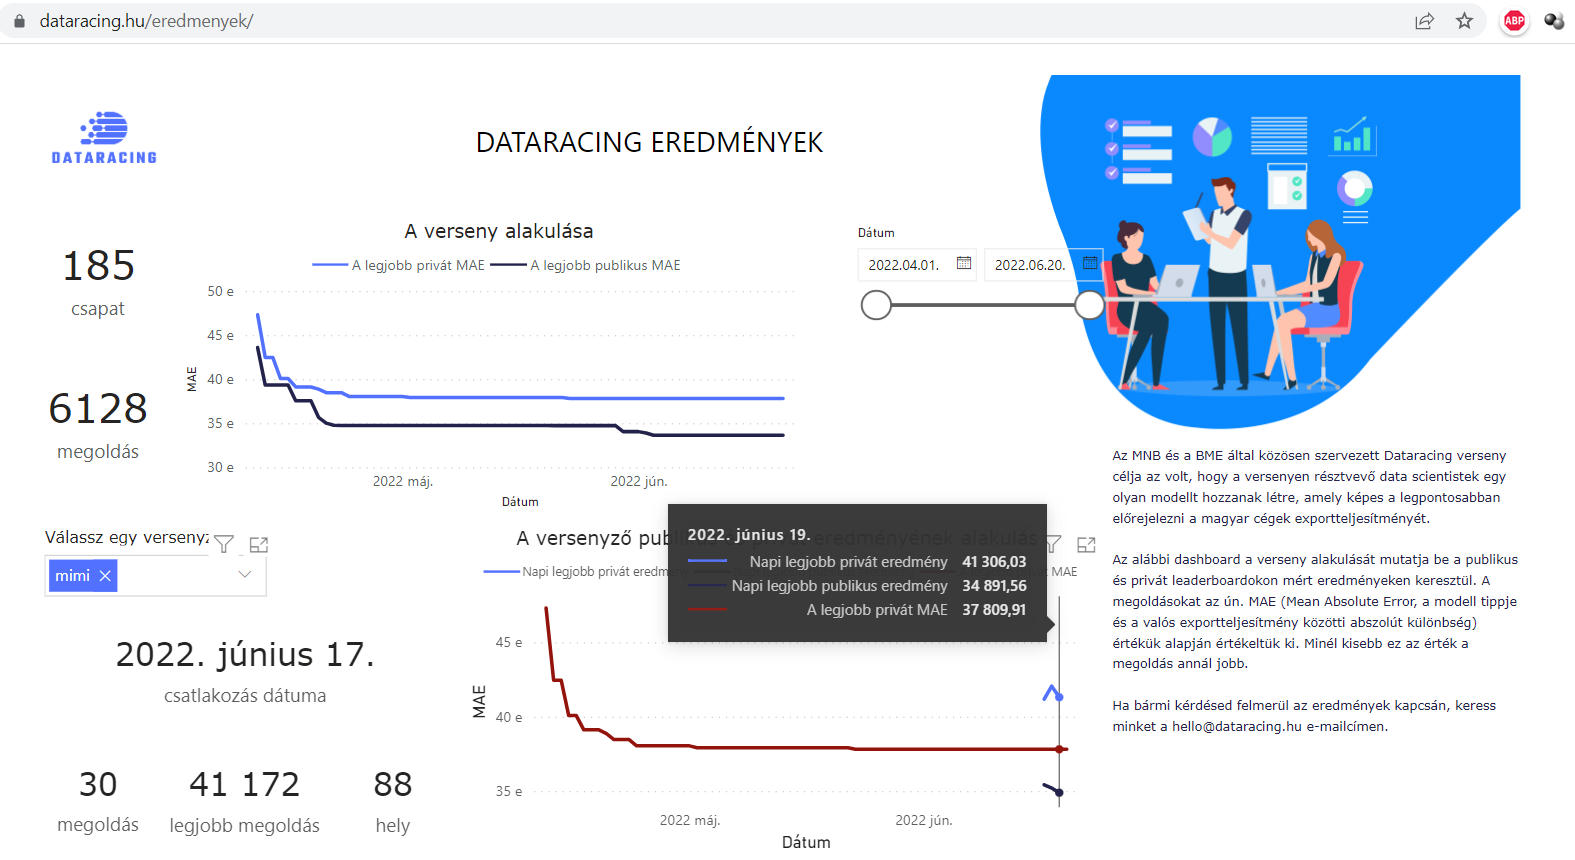 dataracing.hu/eredmenyek/
ABP
DATARACING
DATARACING EREDMÉNYEK
185
csapat
6128
megoldás
A verseny alakulása
A legjobb privát MAE
A legjobb publikus MAE
50 e
45 e
40 e
35 e
30 e
MAE
2022 máj.
2022 jún.
Dátum
Dátum
2022.04.01.
2022.06.20.
Az MNB és a BME által közösen szervezett Dataracing verseny
célja az volt, hogy a versenyen résztvevő data scientistek egy
olyan modellt hozzanak létre, amely képes a legpontosabban
előrejelezni a magyar cégek exportteljesítményét.
Az alábbi dashboard a verseny alakulását mutatja be a publikus
és privát leaderboardokon mért eredményeken keresztül. A
megoldásokat az ún. MAE (Mean Absolute Error, a modell tippje
és a valós exportteljesítmény közötti abszolút különbség)
értékük alapján értékeltük ki. Minél kisebb ez az érték a
megoldás annál jobb.
Ha bármi kérdésed felmerül az eredmények kapcsán, keress
minket a hello@dataracing.hu e-mailcímen.
Válassz egy verseny
mimi
2022. június 17.
csatlakozás dátuma
30
megoldás
41 172
legjobb megoldás
88
hely
A versenyző pub eredményének alakulás
Napi legjobb privát eredmény
át MAE
2022. június 19.
Napi legjobb privát eredmény 41 306,03
Napi legjobb publikus eredmény 34 891,56
A legjobb privát MAE 37 809,91
45 e
40 e
35 e
MAE
2022 máj.
2022 jún.
Dátum